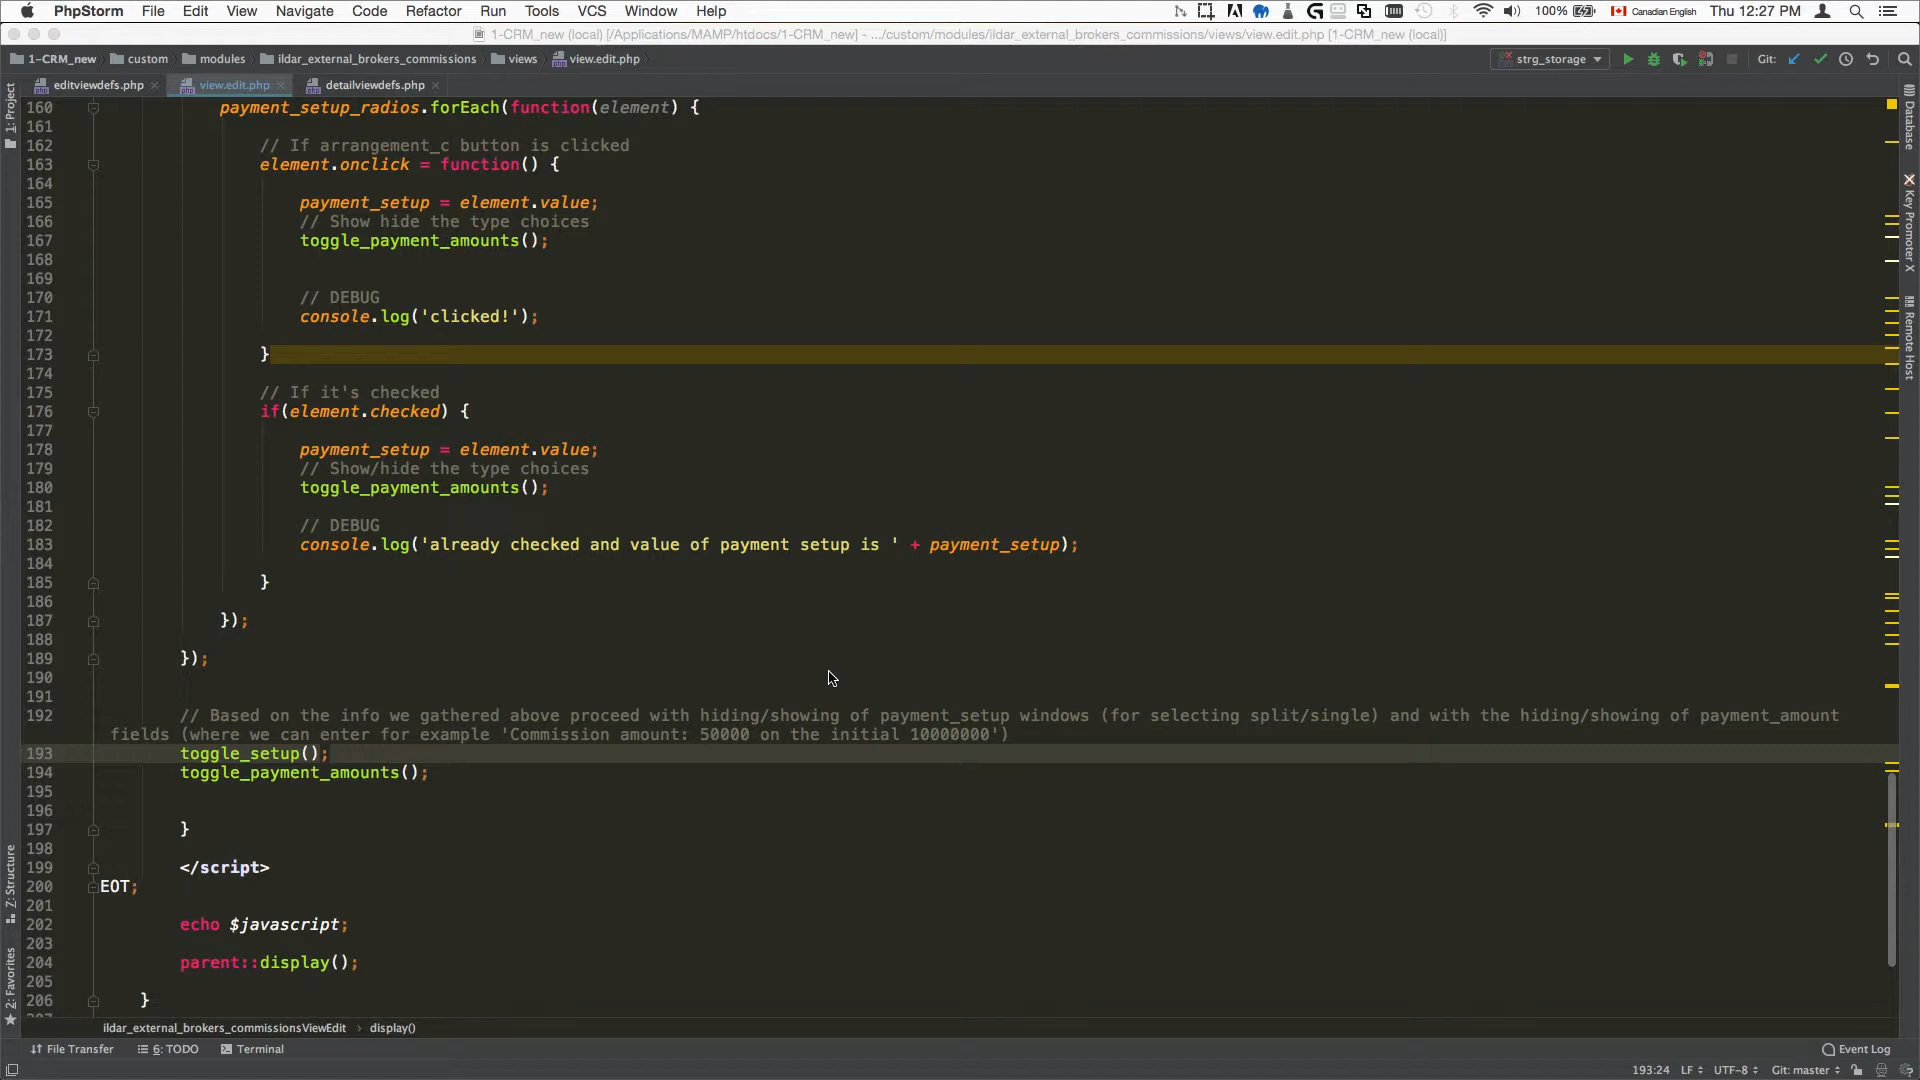 PhpStorm File Edit View Navigate Code Refactor Run Tools VCS Window Help 100% Canadian English Thu 12:27 PM
1-CRM_new (local) [/Applications/MAMP/htdocs/1-CRM_new] - .../custom/modules/ildar_external_brokers_commissions/views/view.edit.php [1-CRM_new (local)]
1-CRM_new custom modules ildar_external_brokers_commissions views view.edit.php strg_storage Git:
editviewdefs.php view.edit.php detailviewdefs.php
1: Project
Database
Key Promoter X
Remote Host
160 payment_setup_radios.forEach(function(element) {
161
162 // If arrangement_c button is clicked
163 element.onclick = function() {
164
165 payment_setup = element.value;
166 // Show hide the type choices
167 toggle_payment_amounts();
168
169
170 // DEBUG
171 console.log('clicked!');
172
173 }
174
175 // If it's checked
176 if(element.checked) {
177
178 payment_setup = element.value;
179 // Show/hide the type choices
180 toggle_payment_amounts();
181
182 // DEBUG
183 console.log('already checked and value of payment setup is ' + payment_setup);
184
185 }
186
187 });
188
189 });
190
191
192 // Based on the info we gathered above proceed with hiding/showing of payment_setup windows (for selecting split/single) and with the hiding/showing of payment_amount
fields (where we can enter for example 'Commission amount: 50000 on the initial 10000000')
193 toggle_setup();
194 toggle_payment_amounts();
195
196
197 }
198
199 </script>
200 EOT;
201
202 echo $javascript;
203
204 parent::display();
205
206 }
207
Z: Structure
2: Favorites
ildar_external_brokers_commissionsViewEdit › display()
File Transfer 6: TODO Terminal Event Log
193:24 LF UTF-8 Git: master